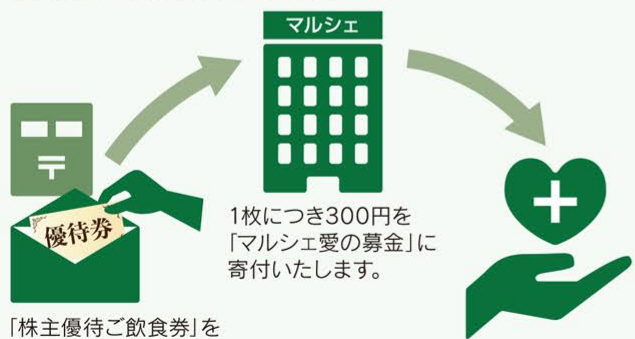 マルシェ
〒
優待券
1枚につき300円を
「マルシェ愛の募金」に
寄付いたします。
「株主優待ご飲食券」を